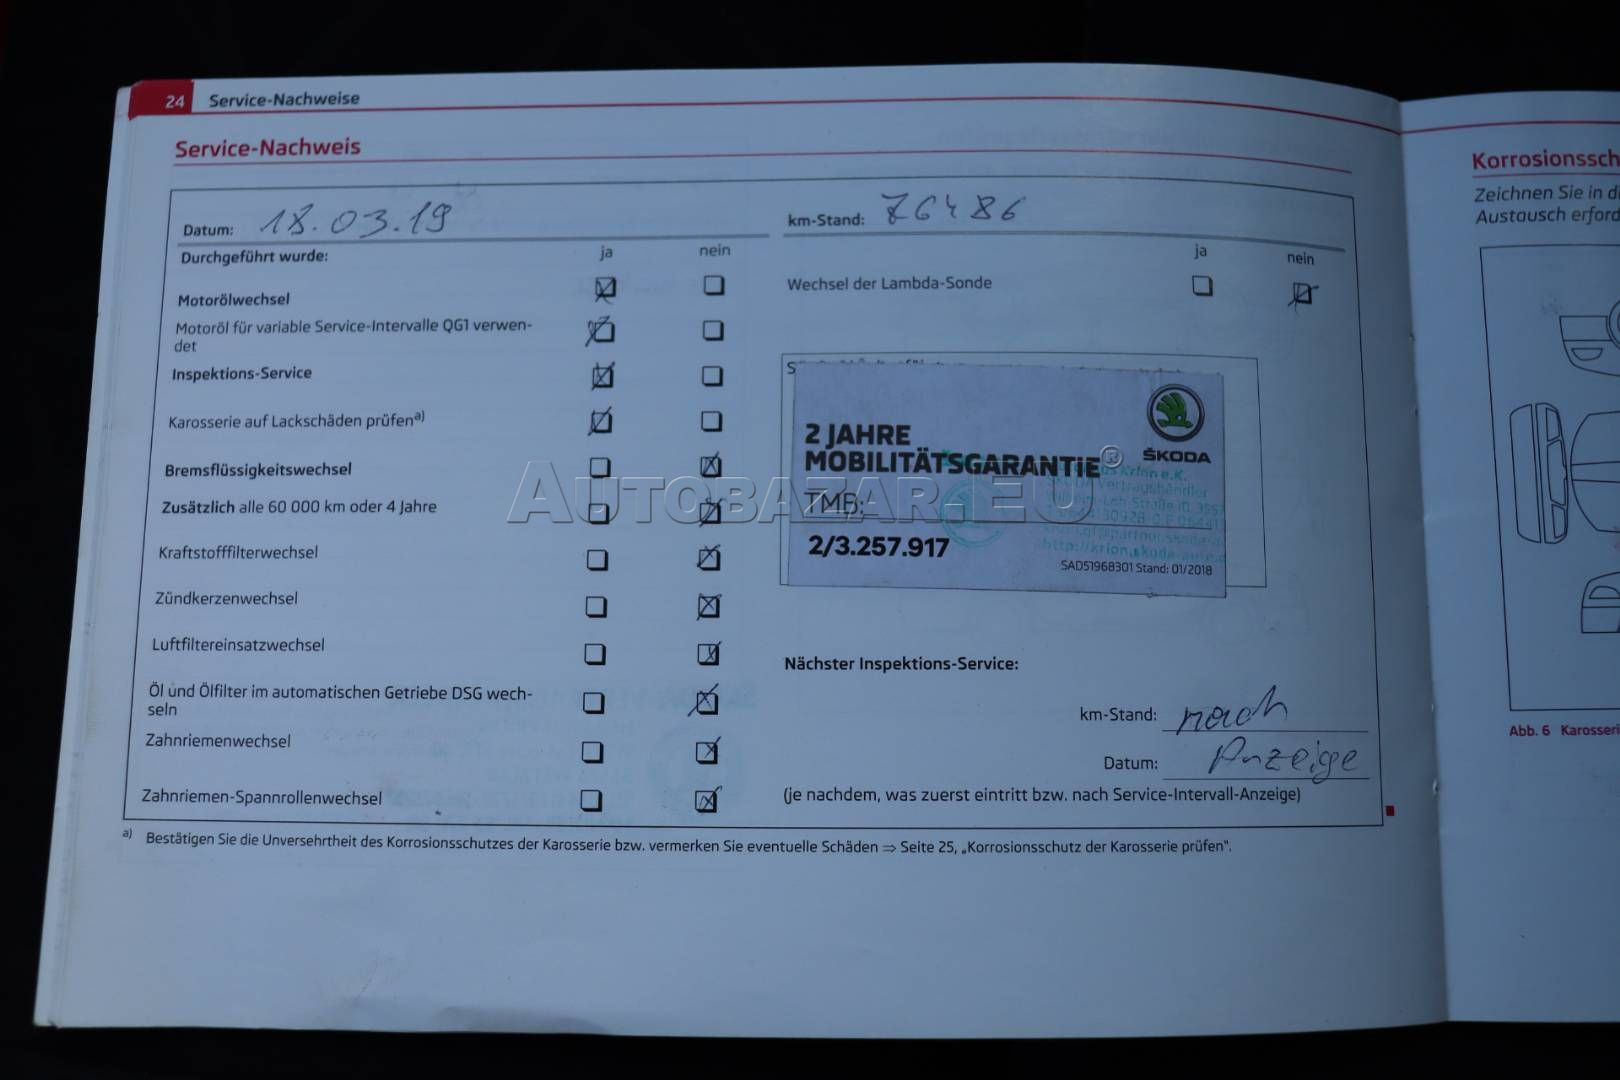 24 Service-Nachweise
Service-Nachweis
Datum: 18.03.19
km-Stand: 76486
Durchgeführt wurde: ja nein
ja nein
Motorölwechsel
Wechsel der Lambda-Sonde
Motoröl für variable Service-Intervalle QG1 verwen-
det
Inspektions-Service
Karosserie auf Lackschäden prüfen a)
Bremsflüssigkeitswechsel
Zusätzlich alle 60 000 km oder 4 Jahre
Kraftstofffilterwechsel
Zündkerzenwechsel
Luftfiltereinsatzwechsel
Öl und Ölfilter im automatischen Getriebe DSG wech-
seln
Zahnriemenwechsel
Zahnriemen-Spannrollenwechsel
2 JAHRE
MOBILITÄTSGARANTIE
ŠKODA
TMB:
2/3.257.917
Krion e.K.
ŠKODA Vertragshändler
SAD51968301 Stand: 01/2018
AUTOBAZAR.EU®
Nächster Inspektions-Service:
km-Stand: nach
Datum: Anzeige
(je nachdem, was zuerst eintritt bzw. nach Service-Intervall-Anzeige)
a) Bestätigen Sie die Unversehrtheit des Korrosionsschutzes der Karosserie bzw. vermerken Sie eventuelle Schäden ⇒ Seite 25, „Korrosionsschutz der Karosserie prüfen".
Korrosionssch
Zeichnen Sie in di
Austausch erford
Abb. 6 Karosseri